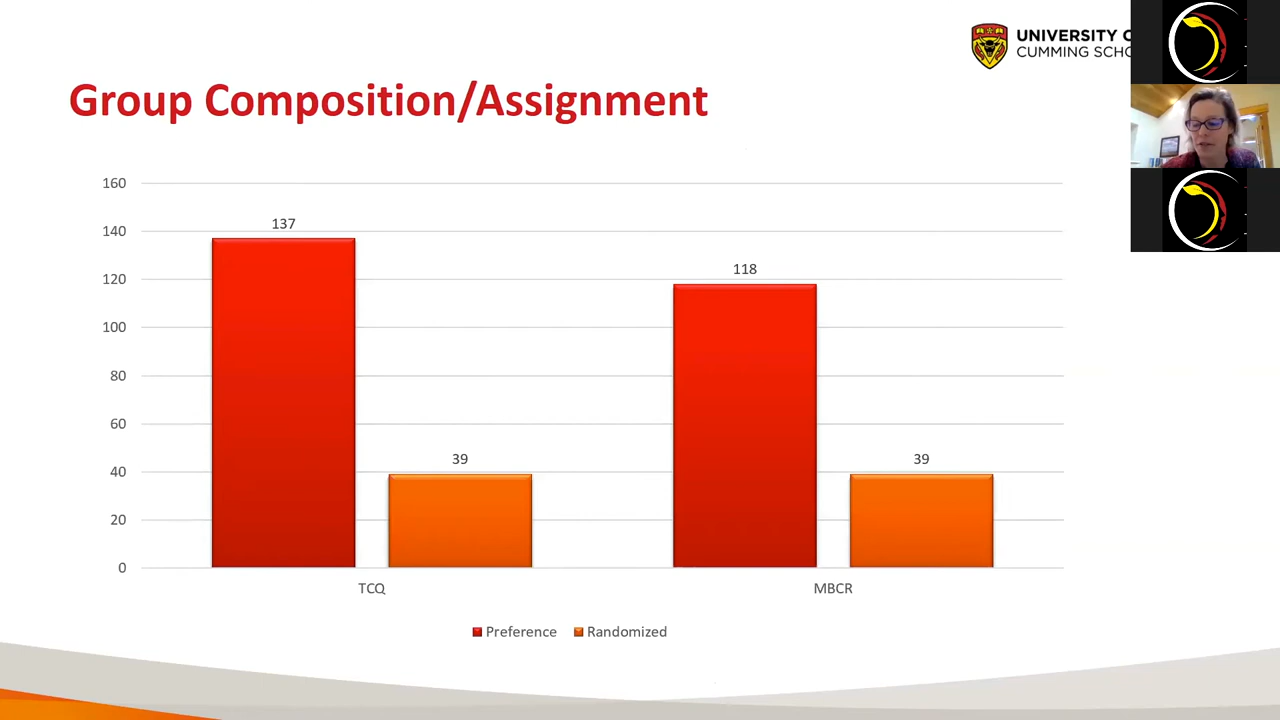 UNIVERSITY
CUMMING
Group Composition/Assignment
160
140
120
100
80
60
40
20
0
137
39
118
39
TCQ
MBCR
Preference
Randomized